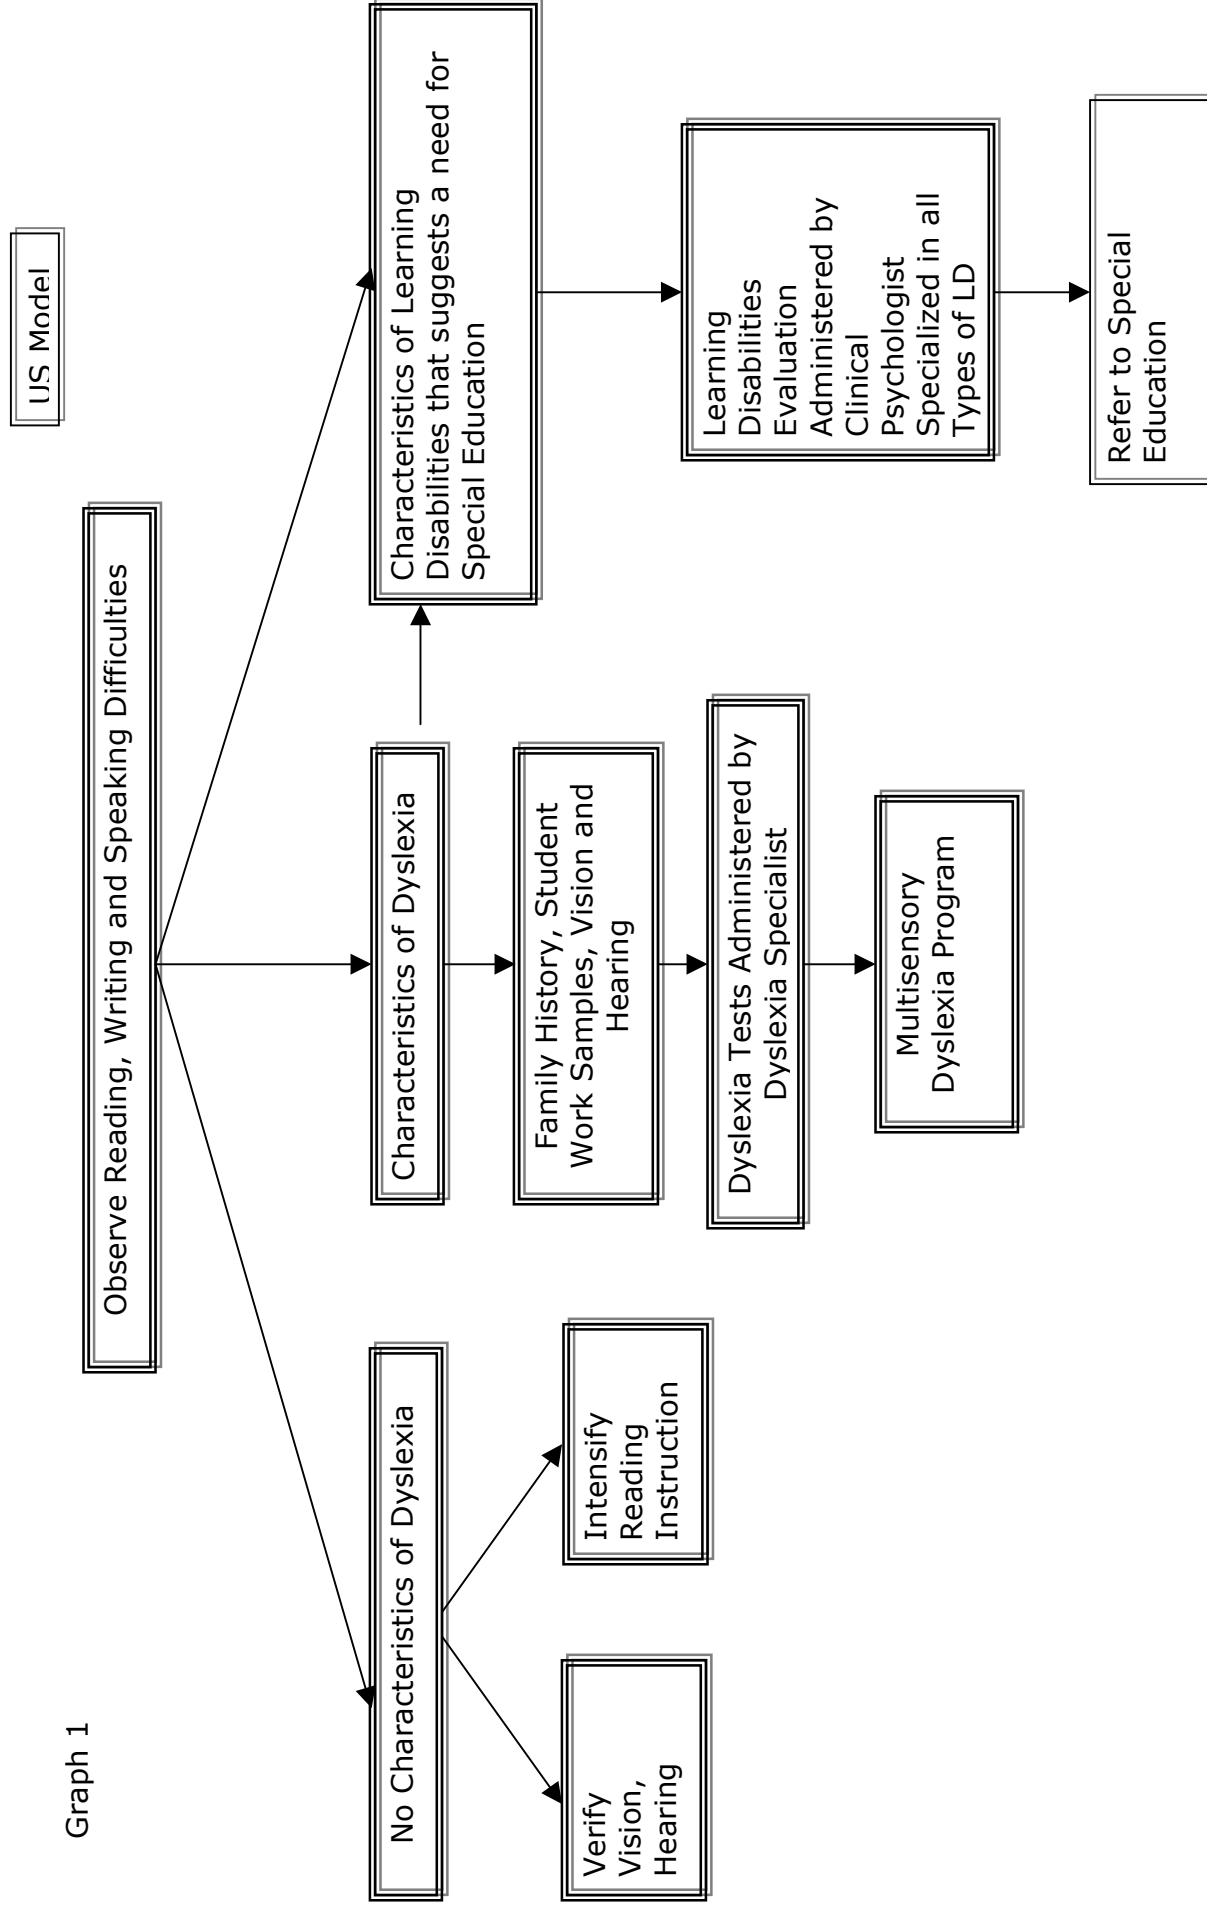 Graph 1
US Model
Observe Reading, Writing and Speaking Difficulties
No Characteristics of Dyslexia
Characteristics of Dyslexia
Characteristics of Learning
Disabilities that suggests a need for
Special Education
Verify
Vision,
Hearing
Intensify
Reading
Instruction
Family History, Student
Work Samples, Vision and
Hearing
Dyslexia Tests Administered by
Dyslexia Specialist
Multisensory
Dyslexia Program
Learning
Disabilities
Evaluation
Administered by
Clinical
Psychologist
Specialized in all
Types of LD
Refer to Special
Education